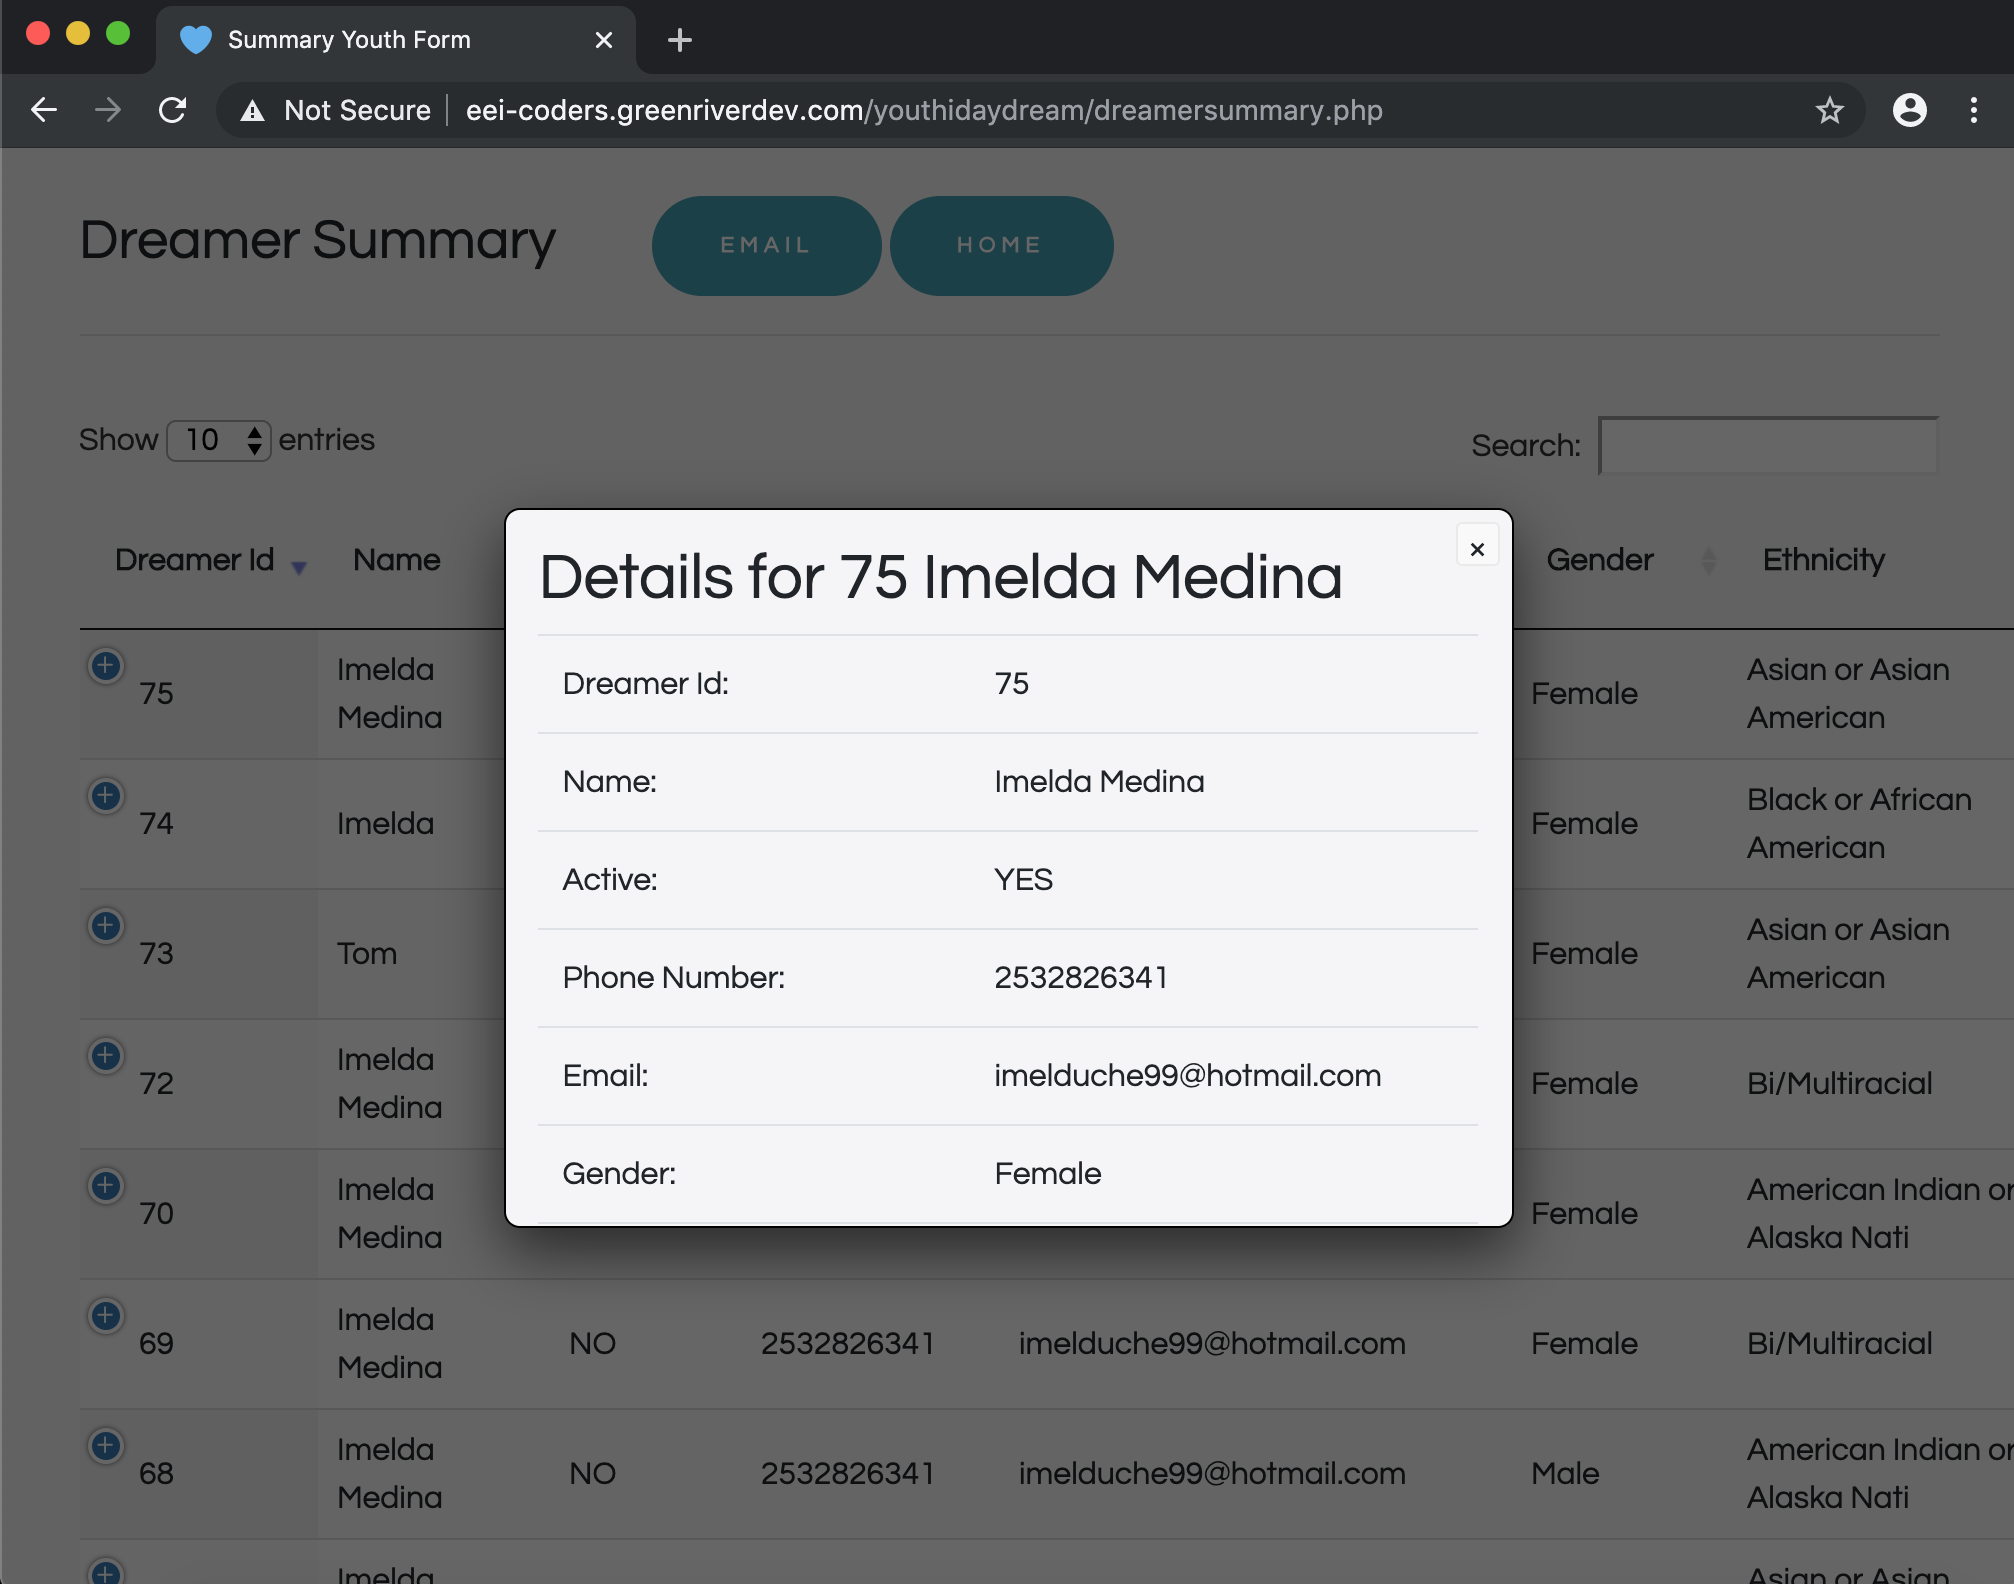 Summary Youth Form
Not Secure
eei-coders.greenriverdev.com/youthidaydream/dreamersummary.php
Dreamer Summary
EMAIL
HOME
Show 10 entries
Search:
Dreamer Id
Name
Gender
Ethnicity
Details for 75 Imelda Medina
×
Dreamer Id: 75
Name: Imelda Medina
Active: YES
Phone Number: 2532826341
Email: imelduche99@hotmail.com
Gender: Female
75
Imelda
Medina
Female
Asian or Asian
American
74
Imelda
Female
Black or African
American
73
Tom
Female
Asian or Asian
American
72
Imelda
Medina
Female
Bi/Multiracial
70
Imelda
Medina
Female
American Indian or
Alaska Nati
69
Imelda
Medina
NO
2532826341
imelduche99@hotmail.com
Female
Bi/Multiracial
68
Imelda
Medina
NO
2532826341
imelduche99@hotmail.com
Male
American Indian or
Alaska Nati
Imelda
Asian or Asian